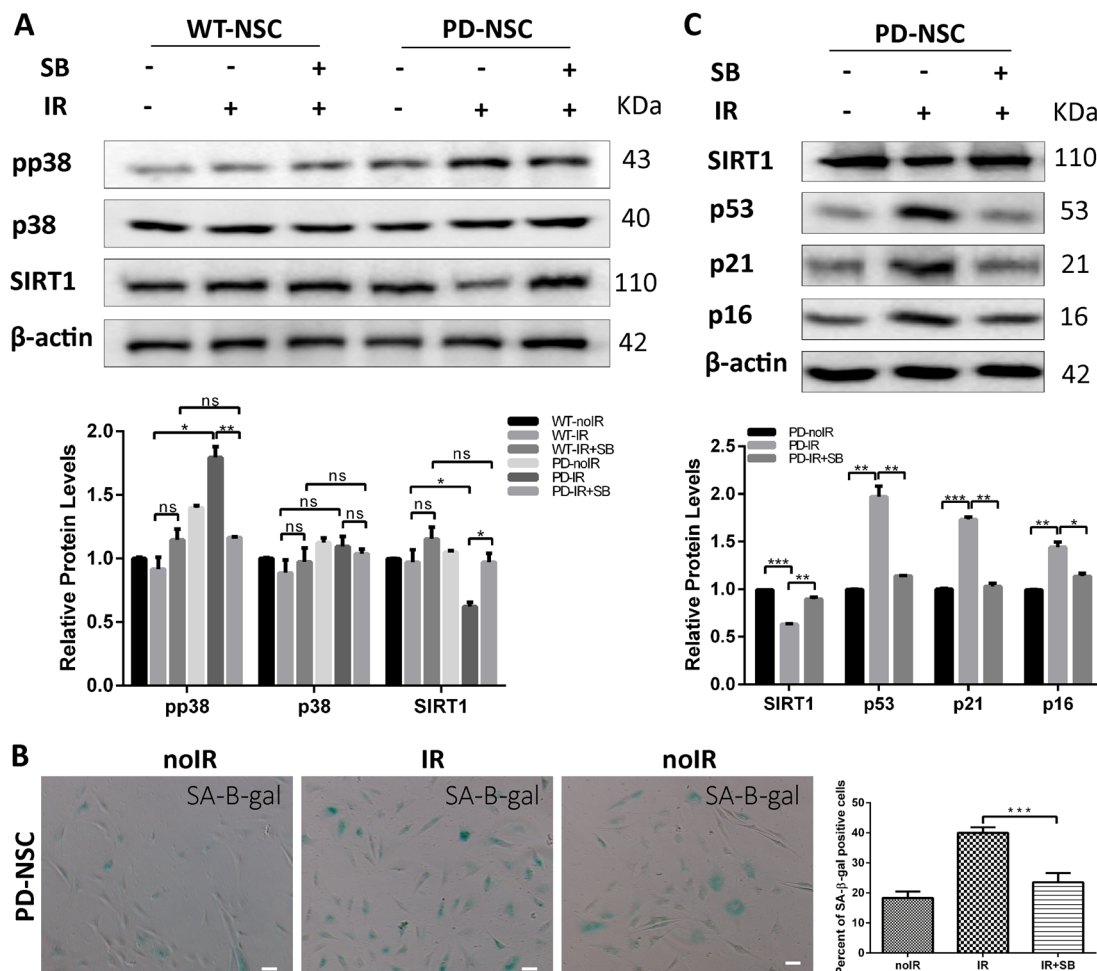 A
WT-NSC PD-NSC
SB - - + - - +
IR - + + - + + KDa
pp38 43
p38 40
SIRT1 110
β-actin 42
ns
* **
ns
ns
ns
ns
ns
ns
*
ns
*
WT-noIR
WT-IR
WT-IR+SB
PD-noIR
PD-IR
PD-IR+SB
Relative Protein Levels
2.0
1.5
1.0
0.5
0.0
pp38 p38 SIRT1
C
PD-NSC
SB - - +
IR - + + KDa
SIRT1 110
p53 53
p21 21
p16 16
β-actin 42
PD-noIR
PD-IR
PD-IR+SB
** **
*** **
** *
*** **
Relative Protein Levels
2.5
2.0
1.5
1.0
0.5
0.0
SIRT1 p53 p21 p16
B
noIR IR noIR
PD-NSC
SA-B-gal SA-B-gal SA-B-gal
Percent of SA-β-gal positive cells
50
40
30
20
10
0
***
noIR IR IR+SB